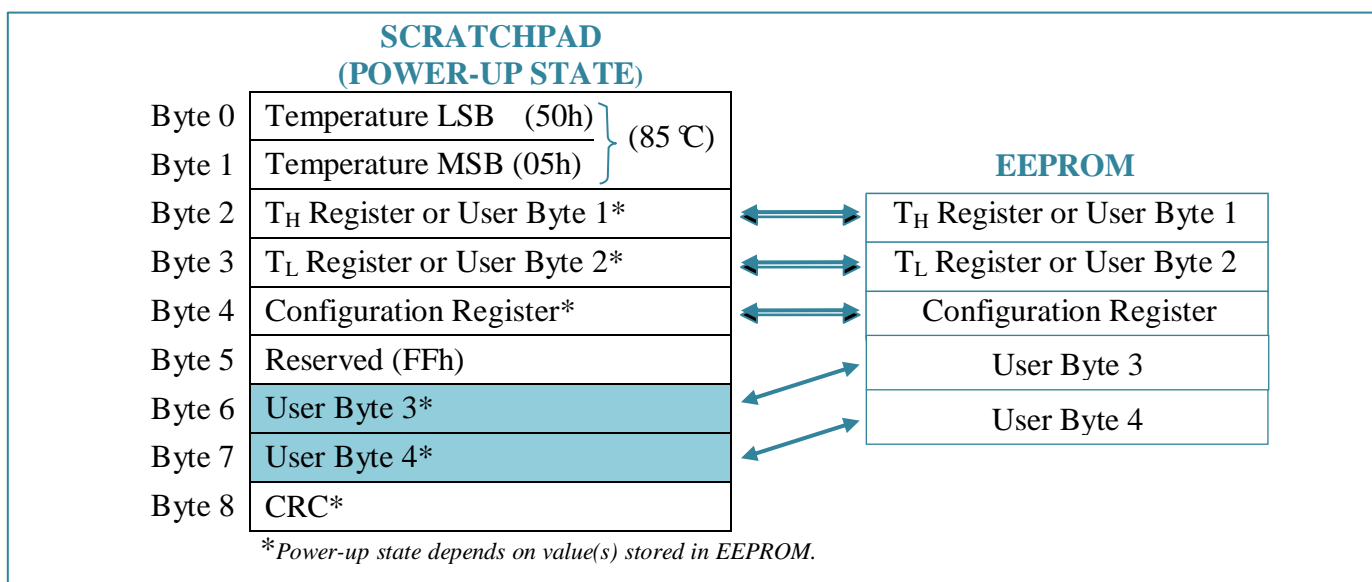 SCRATCHPAD
(POWER-UP STATE)
Byte 0 Temperature LSB (50h)
(85 °C)
Byte 1 Temperature MSB (05h)
EEPROM
Byte 2 TH Register or User Byte 1* TH Register or User Byte 1
Byte 3 TL Register or User Byte 2* TL Register or User Byte 2
Byte 4 Configuration Register* Configuration Register
Byte 5 Reserved (FFh) User Byte 3
Byte 6 User Byte 3* User Byte 4
Byte 7 User Byte 4*
Byte 8 CRC*
*Power-up state depends on value(s) stored in EEPROM.